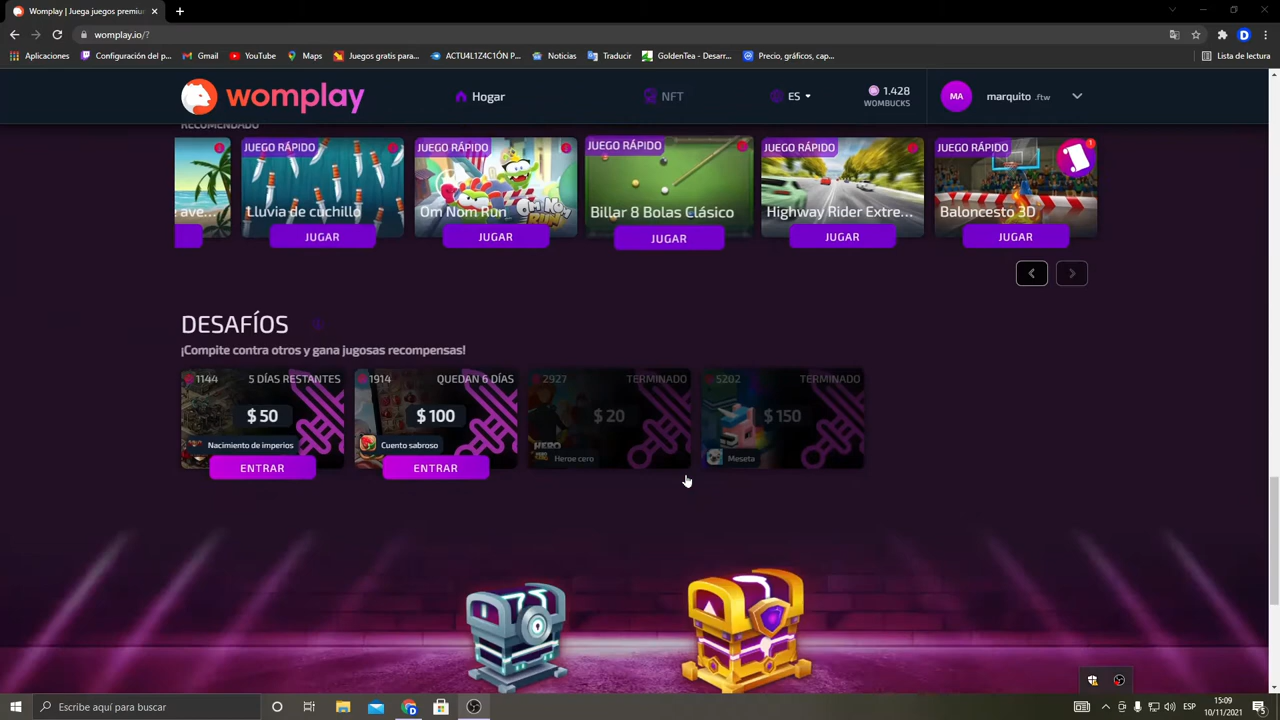 Womplay | Juega juegos premiu
womplay.io/?
Aplicaciones
Configuración del p...
Gmail
YouTube
Maps
Juegos gratis para...
ACTU4L1Z4C1ÓN P...
Noticias
Traducir
GoldenTea - Desarr...
Precio, gráficos, cap...
Lista de lectura
womplay
Hogar
NFT
ES
1.428
WOMBUCKS
MA
marquito .ftw
RECOMENDADO
JUEGO RÁPIDO
JUEGO RÁPIDO
JUEGO RÁPIDO
JUEGO RÁPIDO
JUEGO RÁPIDO
1
e ave...
Lluvia de cuchillo
Om Nom Run
Billar 8 Bolas Clásico
Highway Rider Extre...
Baloncesto 3D
JUGAR
JUGAR
JUGAR
JUGAR
JUGAR
DESAFÍOS
¡Compite contra otros y gana jugosas recompensas!
1144
5 DÍAS RESTANTES
1914
QUEDAN 6 DÍAS
2927
TERMINADO
5202
TERMINADO
$ 50
$ 100
$ 20
$ 150
Nacimiento de imperios
Cuento sabroso
HERO
Heroe cero
Meseta
ENTRAR
ENTRAR
Escribe aquí para buscar
ESP
15:09
10/11/2021